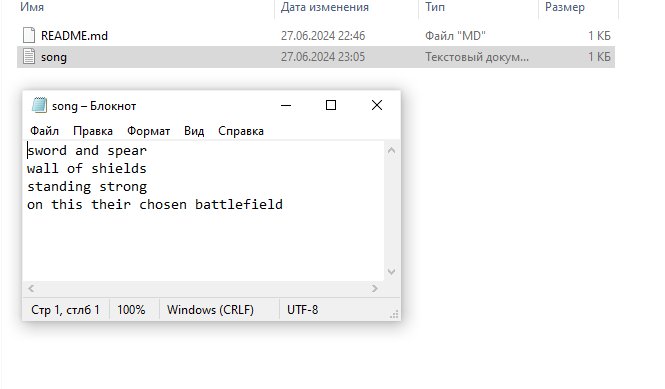 Имя Дата изменения Тип Размер
README.md 27.06.2024 22:46 Файл "MD" 1 КБ
song 27.06.2024 23:05 Текстовый докум... 1 КБ
song – Блокнот
Файл Правка Формат Вид Справка
sword and spear
wall of shields
standing strong
on this their chosen battlefield
Стр 1, стлб 1 100% Windows (CRLF) UTF-8